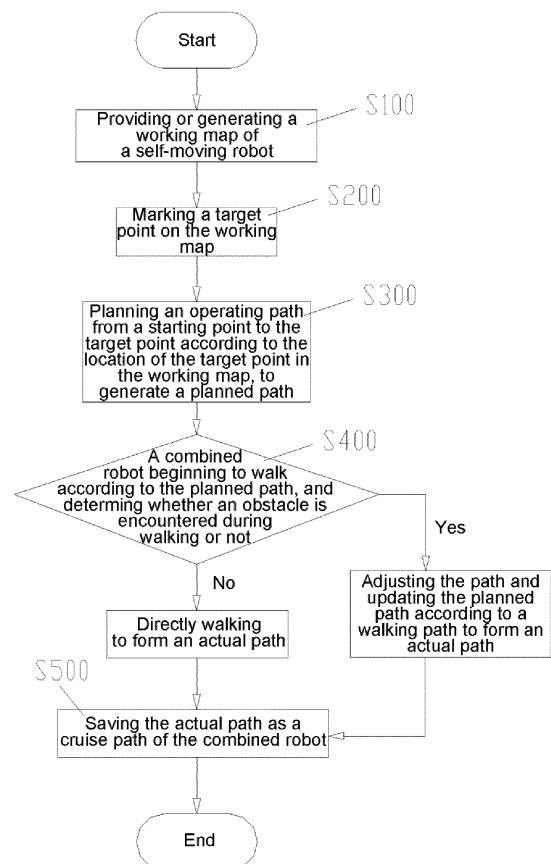 Start
S100
Providing or generating a
working map of
a self-moving robot
S200
Marking a target
point on the working
map
S300
Planning an operating path
from a starting point to the
target point according to the
location of the target point in
the working map, to
generate a planned path
S400
A combined
robot beginning to walk
according to the planned path, and
determing whether an obstacle is
encountered during
walking or not
Yes
No
Adjusting the path and
updating the planned
path according to a
walking path to form an
actual path
Directly walking
to form an actual path
S500
Saving the actual path as a
cruise path of the combined robot
End